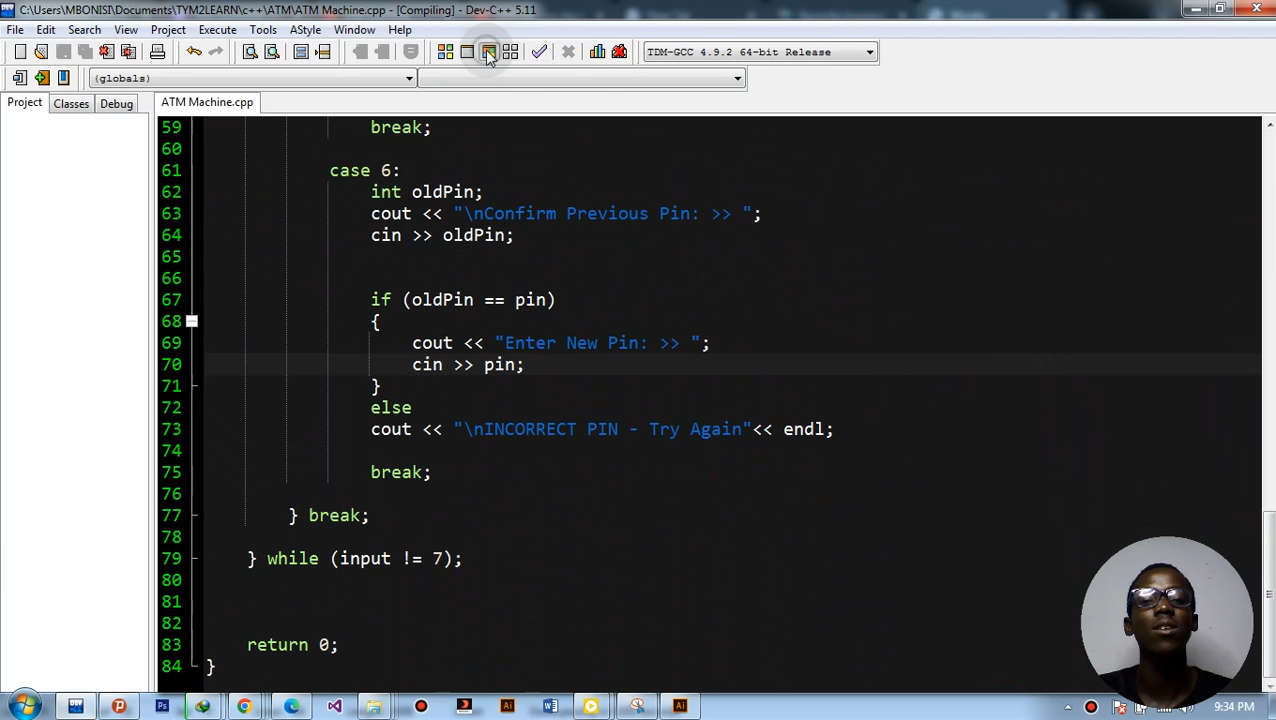 C:\Users\MBONISI\Documents\TYM2LEARN\c++\ATM\ATM Machine.cpp - [Compiling] - Dev-C++ 5.11
File Edit Search View Project Execute Tools AStyle Window Help
TDM-GCC 4.9.2 64-bit Release
(globals)
Project Classes Debug ATM Machine.cpp
59 break;
60
61 case 6:
62 int oldPin;
63 cout << "\nConfirm Previous Pin: >> ";
64 cin >> oldPin;
65
66
67 if (oldPin == pin)
68 {
69 cout << "Enter New Pin: >> ";
70 cin >> pin;
71 }
72 else
73 cout << "\nINCORRECT PIN - Try Again"<< endl;
74
75 break;
76
77 } break;
78
79 } while (input != 7);
80
81
82
83 return 0;
84 }
Ps Ai W Ai 9:34 PM